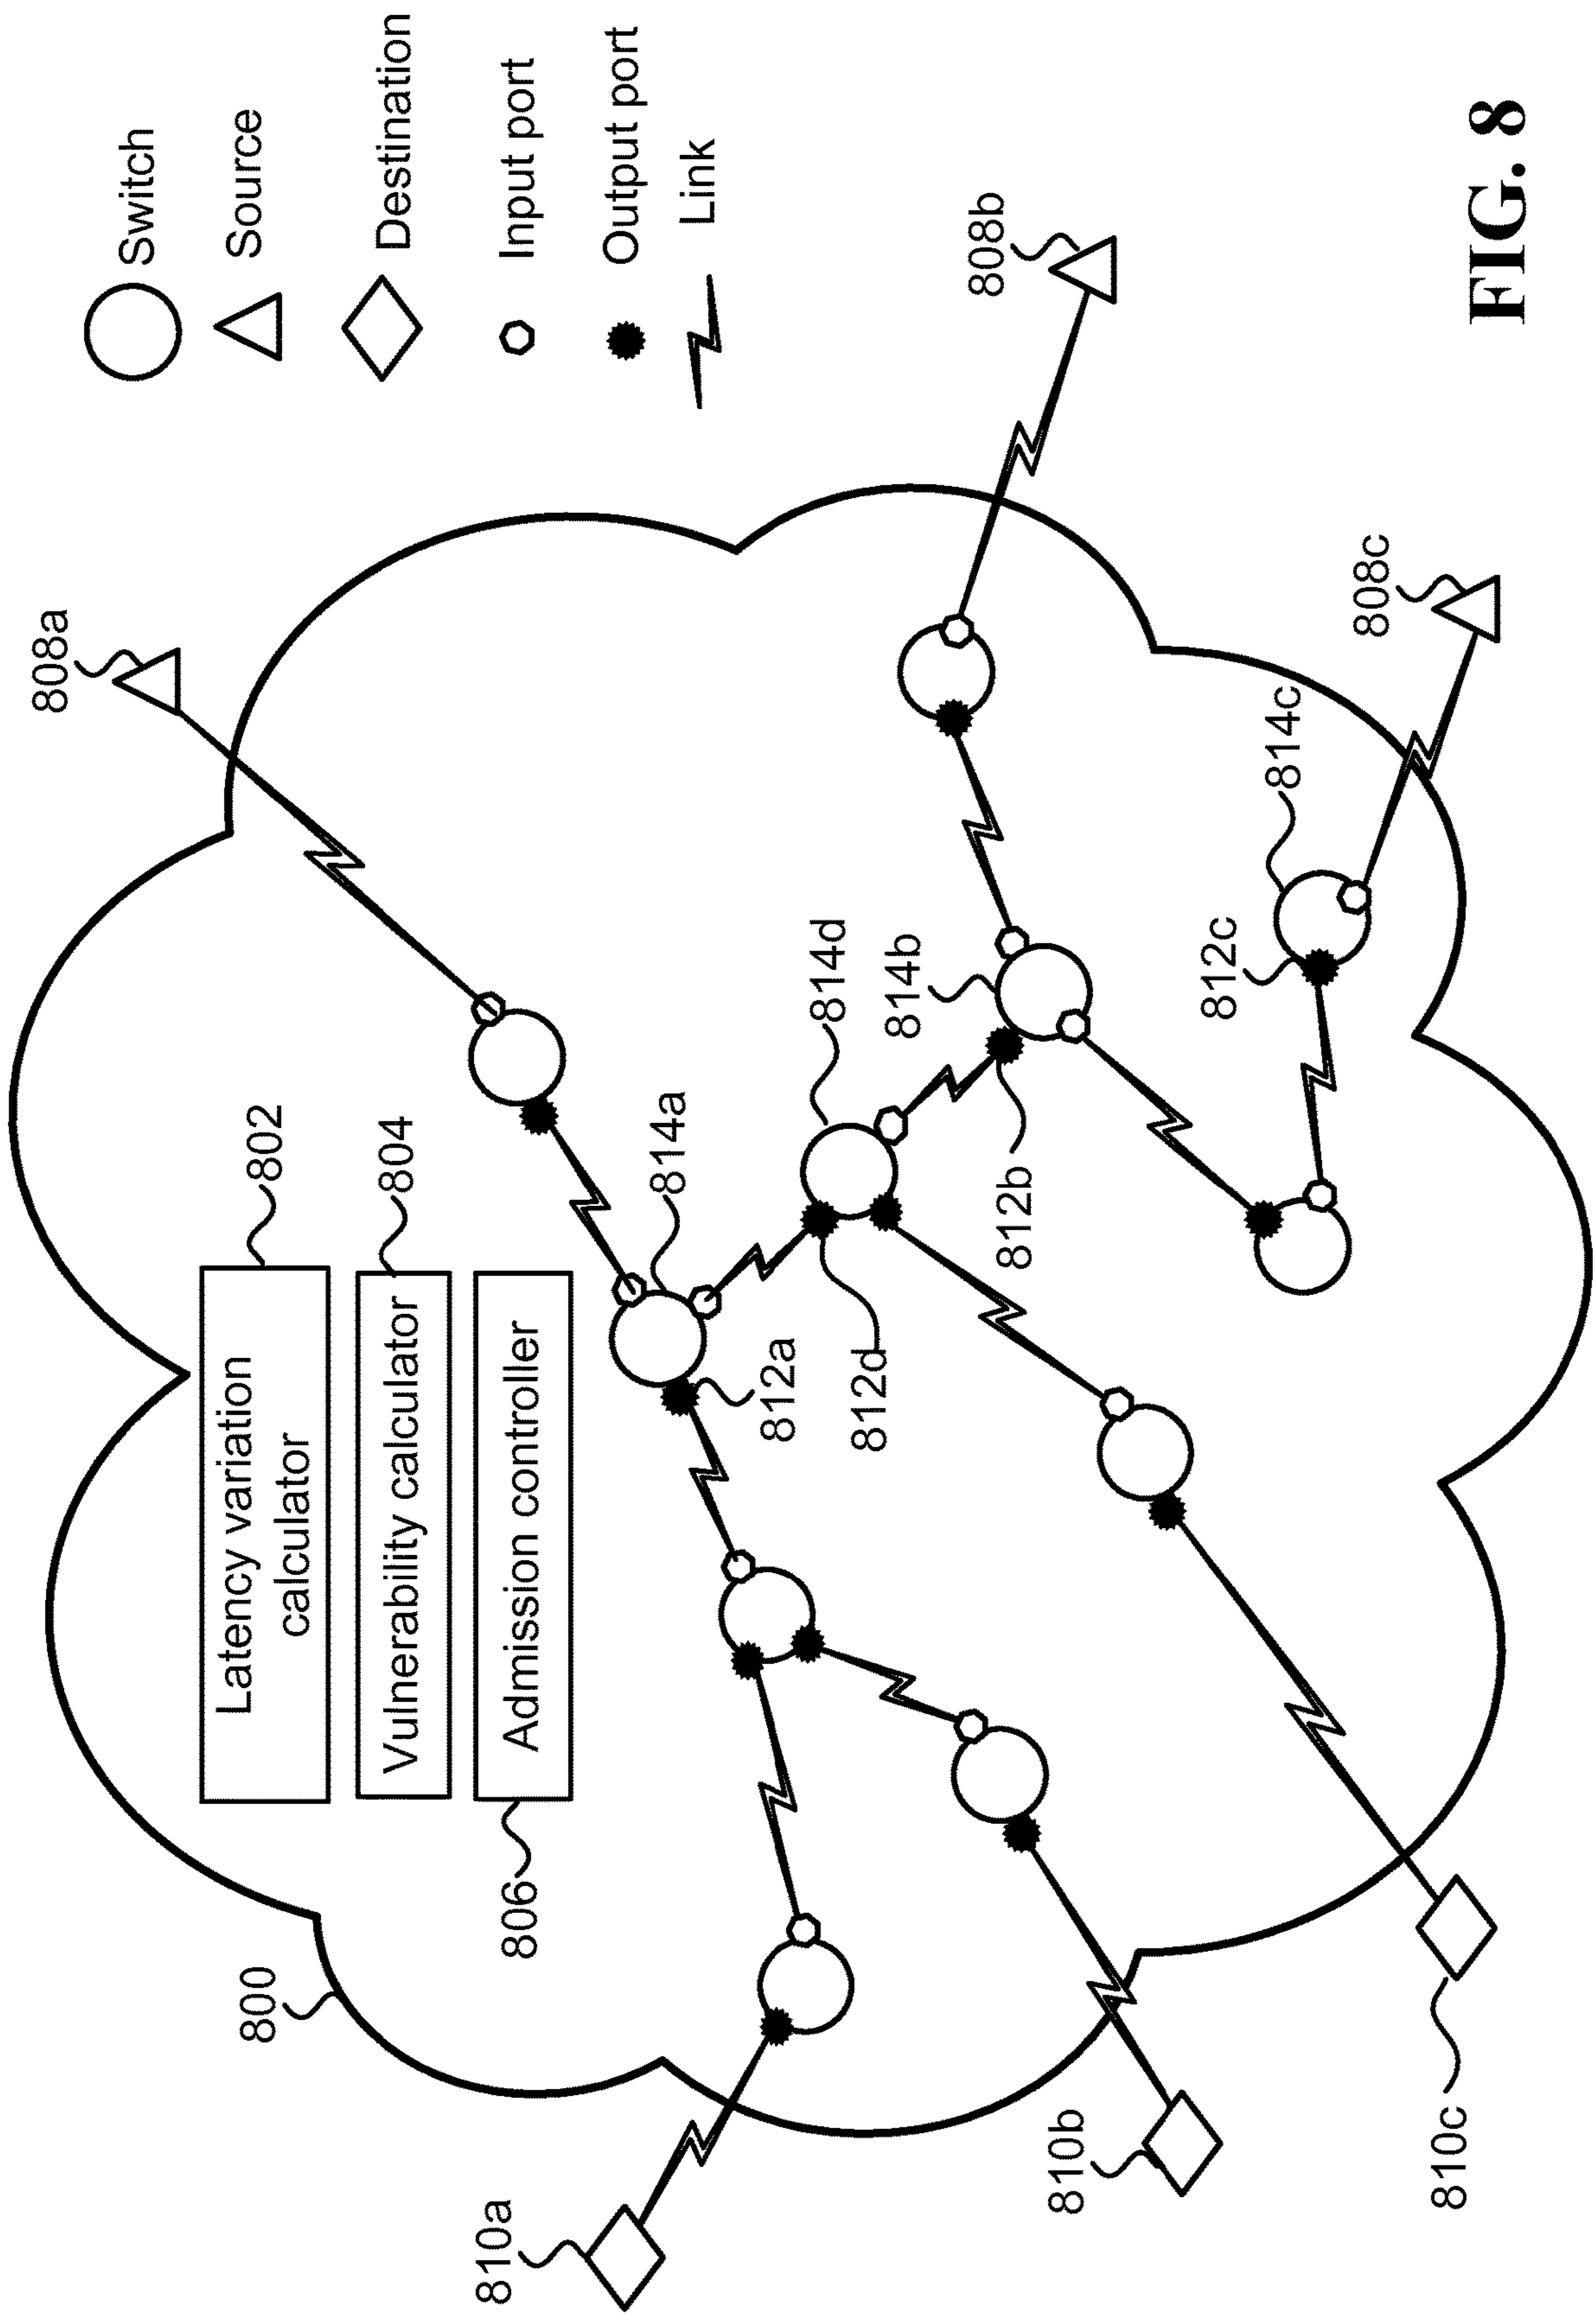 800
Latency variation
calculator
802
Vulnerability calculator
804
Admission controller
806
808a
808b
808c
810a
810b
810c
812a
812b
812c
812d
814a
814b
814c
814d
Switch
Source
Destination
Input port
Output port
Link
FIG. 8